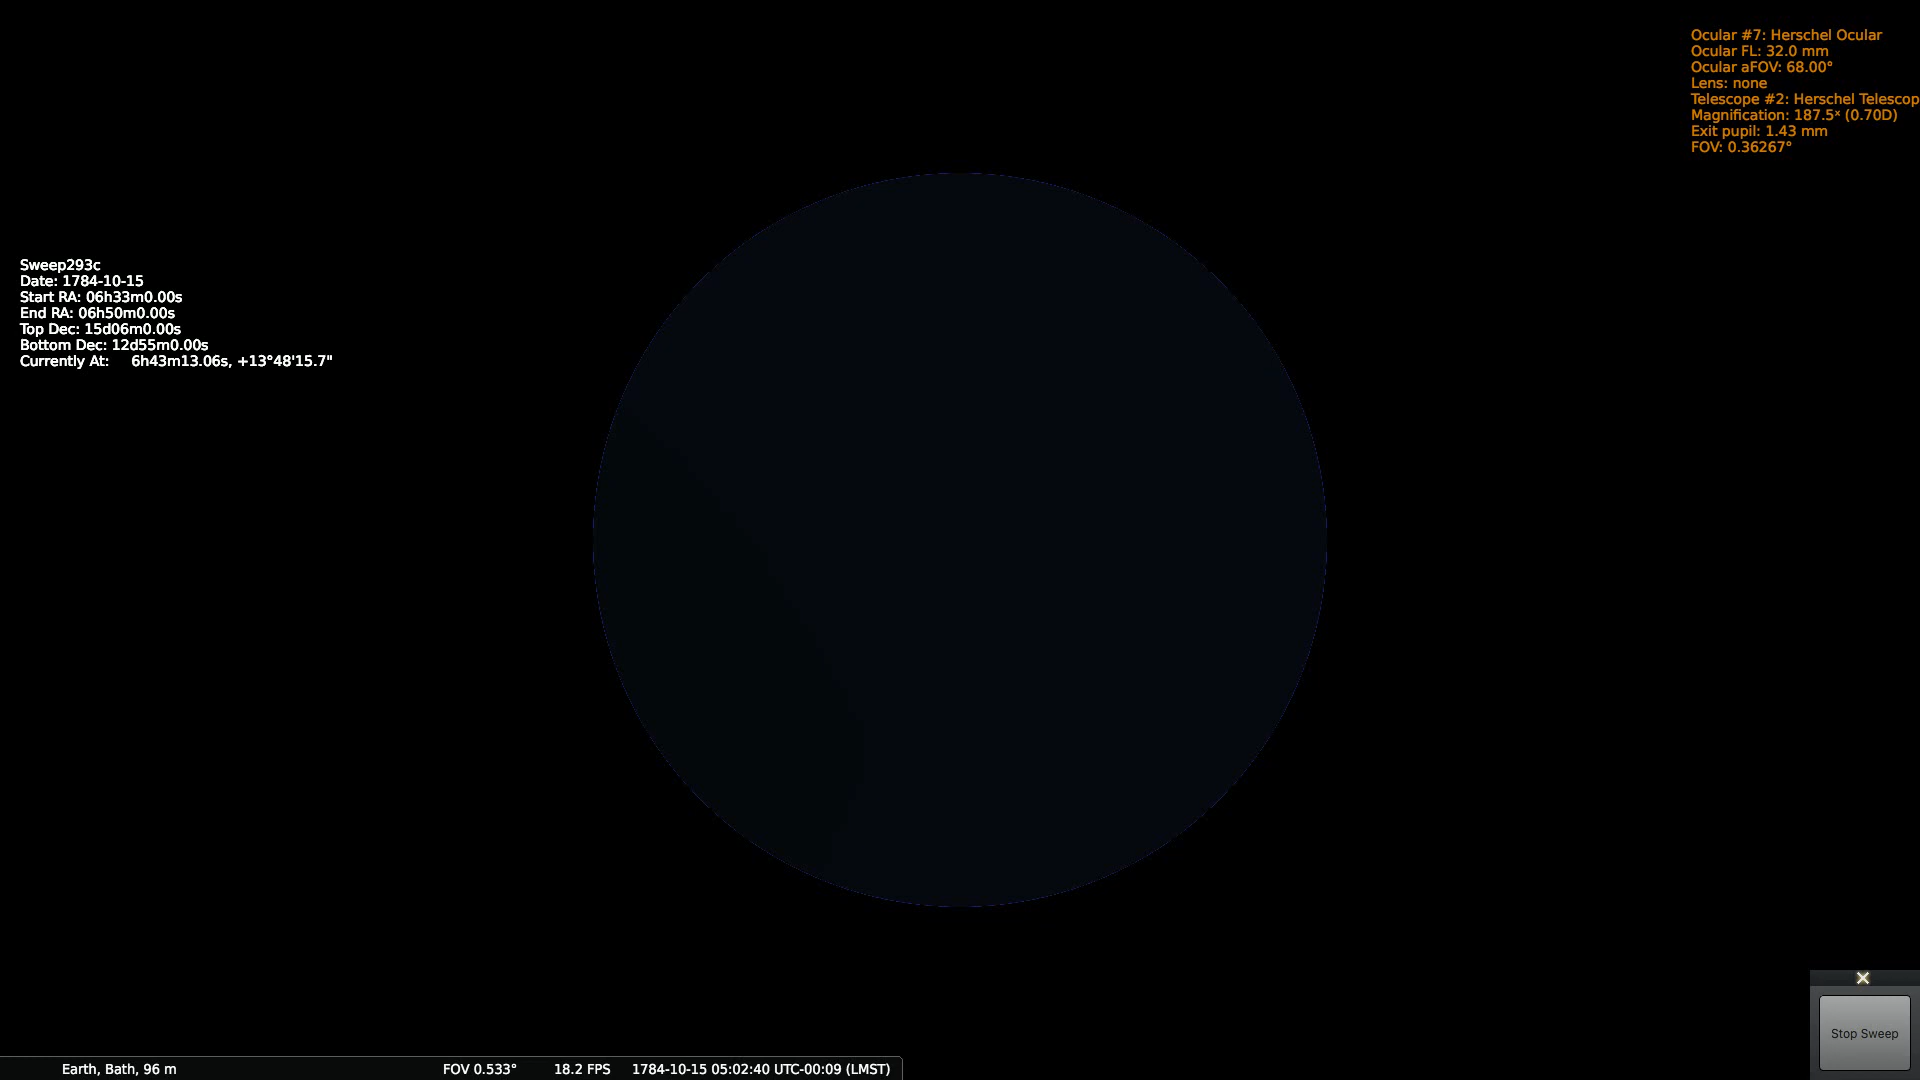 Ocular #7: Herschel Ocular
Ocular FL: 32.0 mm
Ocular aFOV: 68.00°
Lens: none
Telescope #2: Herschel Telescop
Magnification: 187.5ˣ (0.70D)
Exit pupil: 1.43 mm
FOV: 0.36267°
Sweep293c
Date: 1784-10-15
Start RA: 06h33m0.00s
End RA: 06h50m0.00s
Top Dec: 15d06m0.00s
Bottom Dec: 12d55m0.00s
Currently At: 6h43m13.06s, +13°48'15.7"
Stop Sweep
Earth, Bath, 96 m FOV 0.533° 18.2 FPS 1784-10-15 05:02:40 UTC-00:09 (LMST)